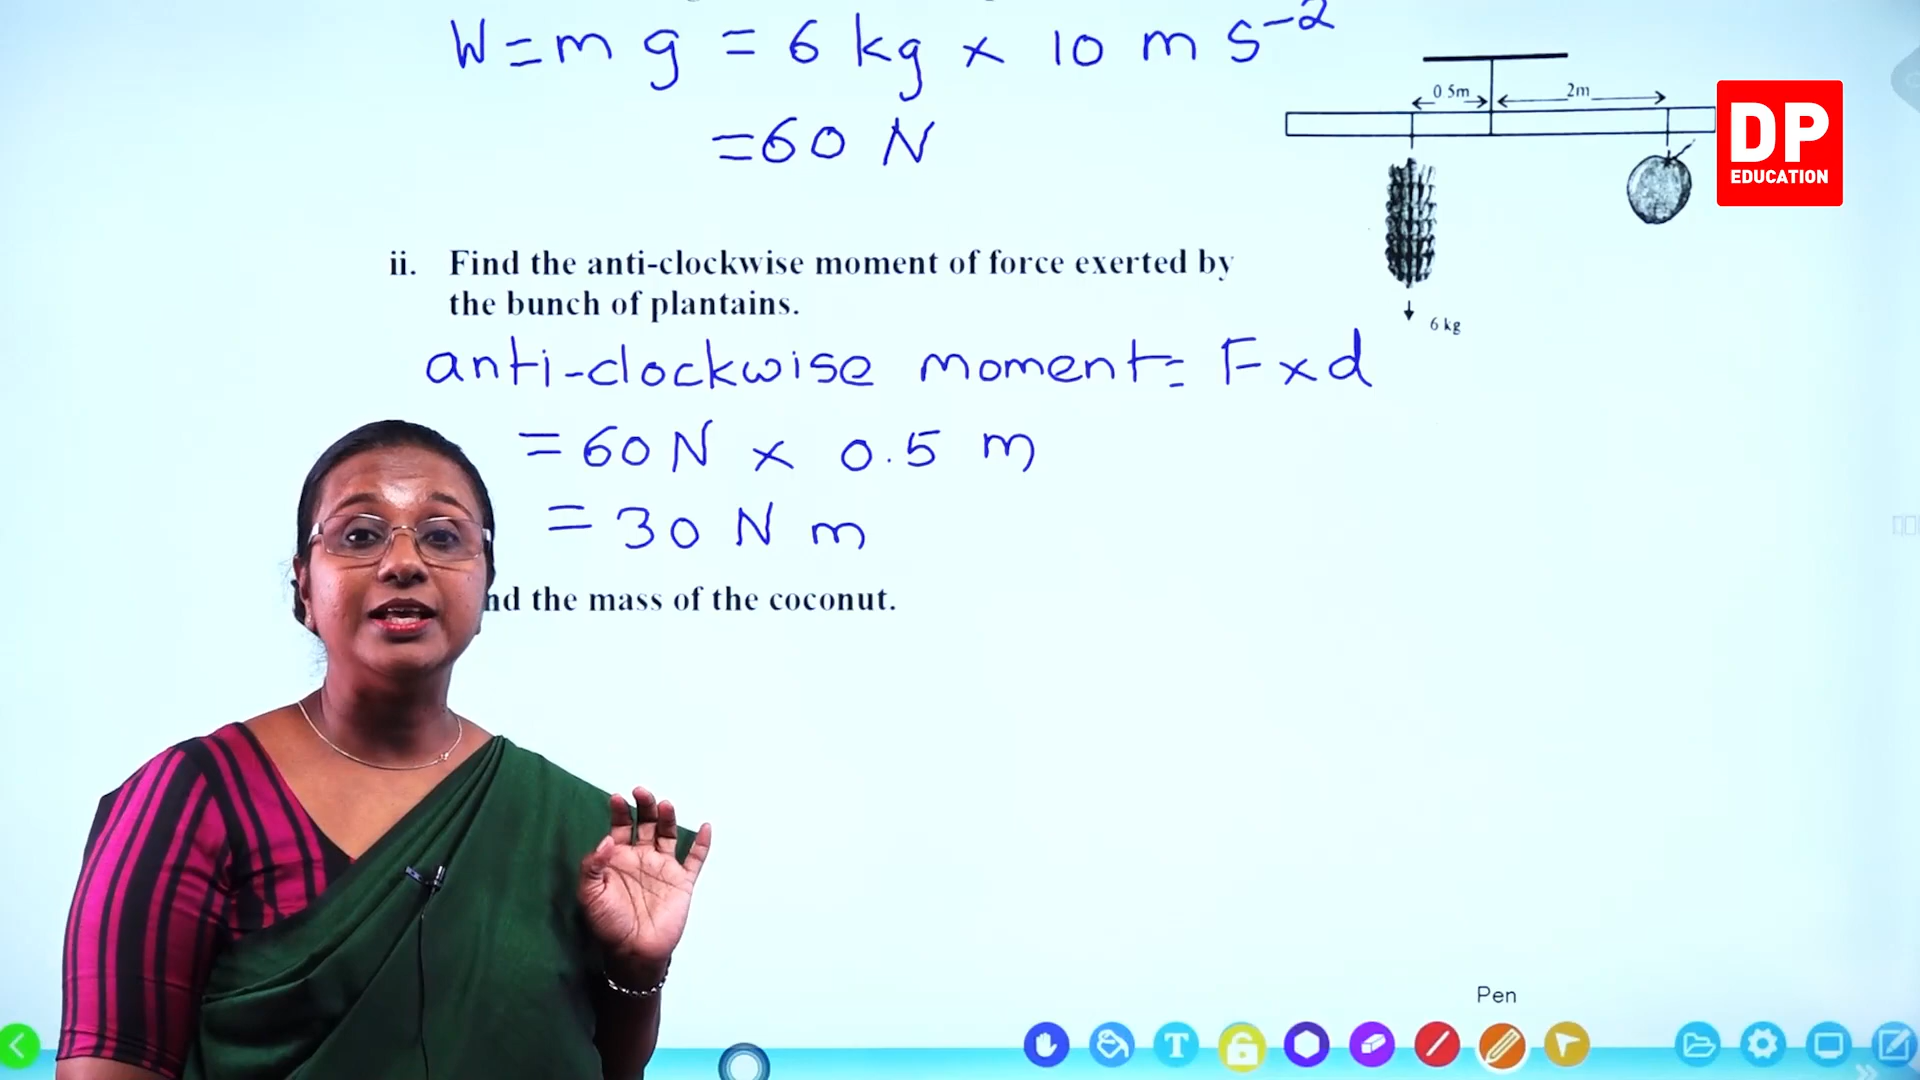 W = m g = 6 kg x 10 m s-2
= 60 N
0 5m
2m
DP
EDUCATION
6 kg
ii. Find the anti-clockwise moment of force exerted by
the bunch of plantains.
anti-clockwise moment = F x d
= 60 N x 0.5 m
= 30 N m
nd the mass of the coconut.
Pen
T